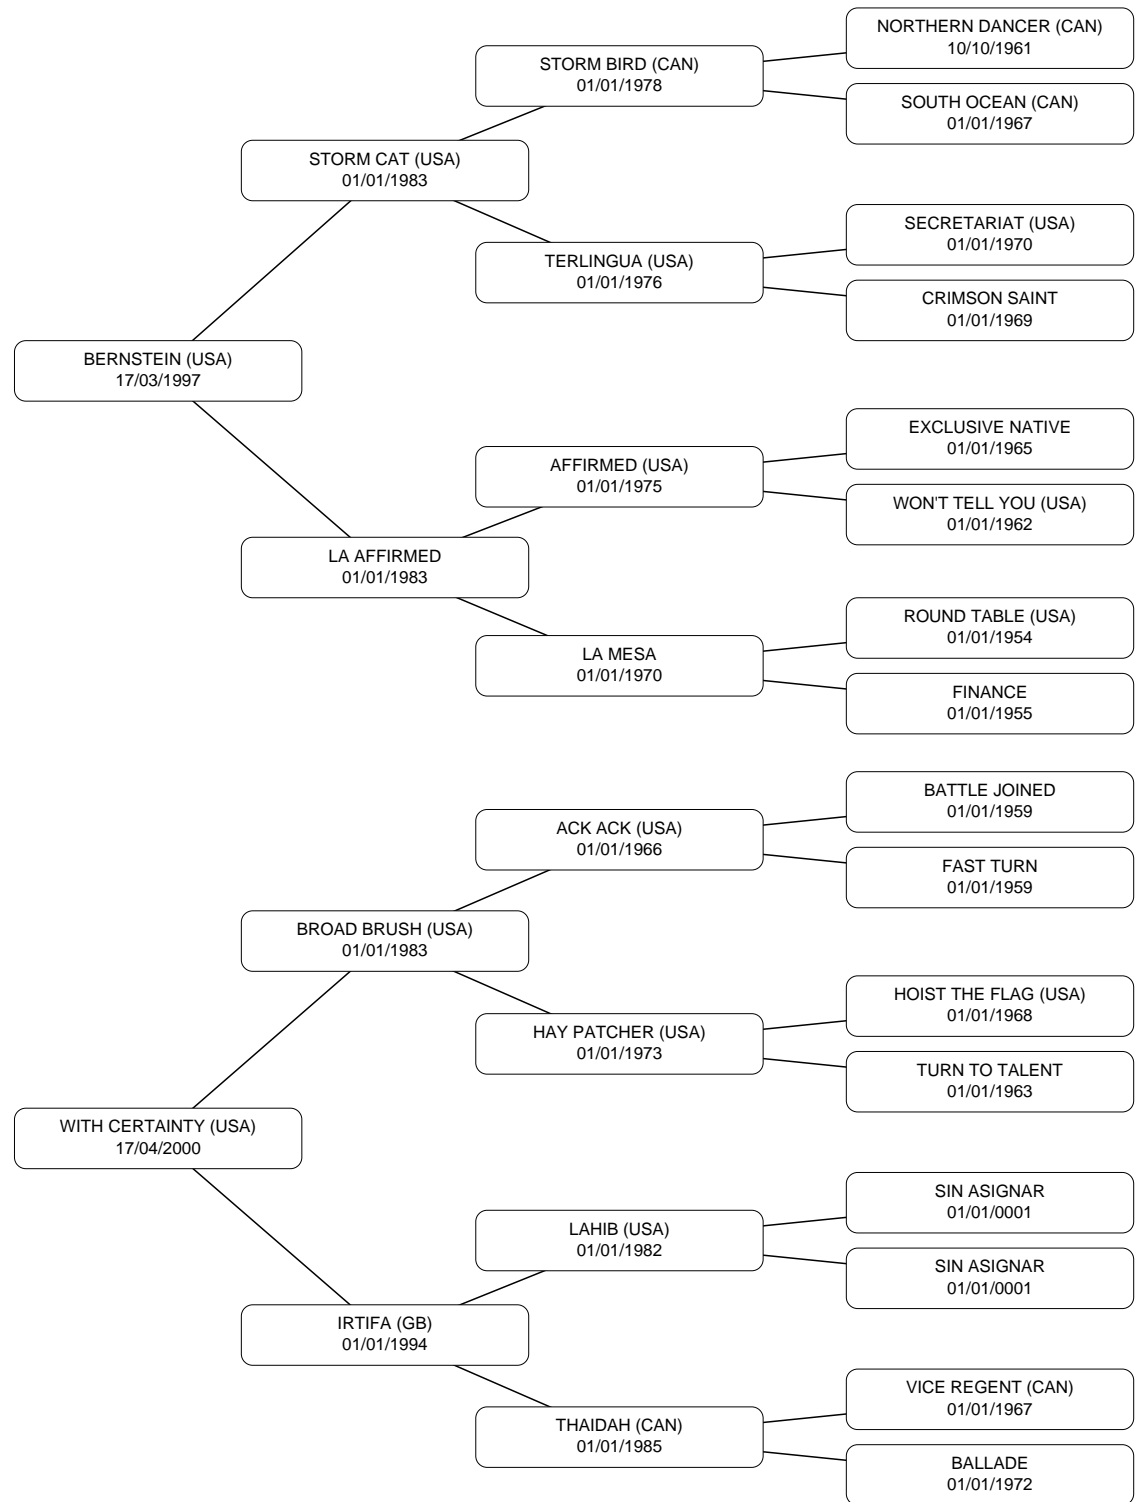 NORTHERN DANCER (CAN)
10/10/1961
STORM BIRD (CAN)
01/01/1978
SOUTH OCEAN (CAN)
01/01/1967
STORM CAT (USA)
01/01/1983
SECRETARIAT (USA)
01/01/1970
TERLINGUA (USA)
01/01/1976
CRIMSON SAINT
01/01/1969
BERNSTEIN (USA)
17/03/1997
EXCLUSIVE NATIVE
01/01/1965
AFFIRMED (USA)
01/01/1975
WON'T TELL YOU (USA)
01/01/1962
LA AFFIRMED
01/01/1983
ROUND TABLE (USA)
01/01/1954
LA MESA
01/01/1970
FINANCE
01/01/1955
BATTLE JOINED
01/01/1959
ACK ACK (USA)
01/01/1966
FAST TURN
01/01/1959
BROAD BRUSH (USA)
01/01/1983
HOIST THE FLAG (USA)
01/01/1968
HAY PATCHER (USA)
01/01/1973
TURN TO TALENT
01/01/1963
WITH CERTAINTY (USA)
17/04/2000
SIN ASIGNAR
01/01/0001
LAHIB (USA)
01/01/1982
SIN ASIGNAR
01/01/0001
IRTIFA (GB)
01/01/1994
VICE REGENT (CAN)
01/01/1967
THAIDAH (CAN)
01/01/1985
BALLADE
01/01/1972